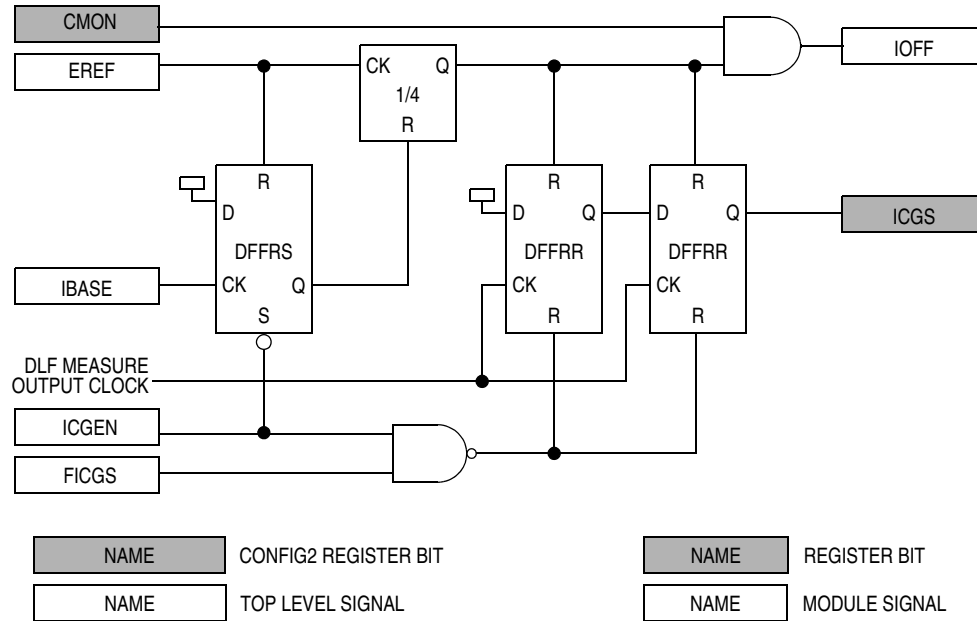 CMON
EREF
CK Q
1/4
R
IOFF
R
D
DFFRS
CK Q
S
R
D Q
DFFRR
CK
R
R
D Q
DFFRR
CK
R
ICGS
IBASE
DLF MEASURE
OUTPUT CLOCK
ICGEN
FICGS
NAME CONFIG2 REGISTER BIT
NAME REGISTER BIT
NAME TOP LEVEL SIGNAL
NAME MODULE SIGNAL